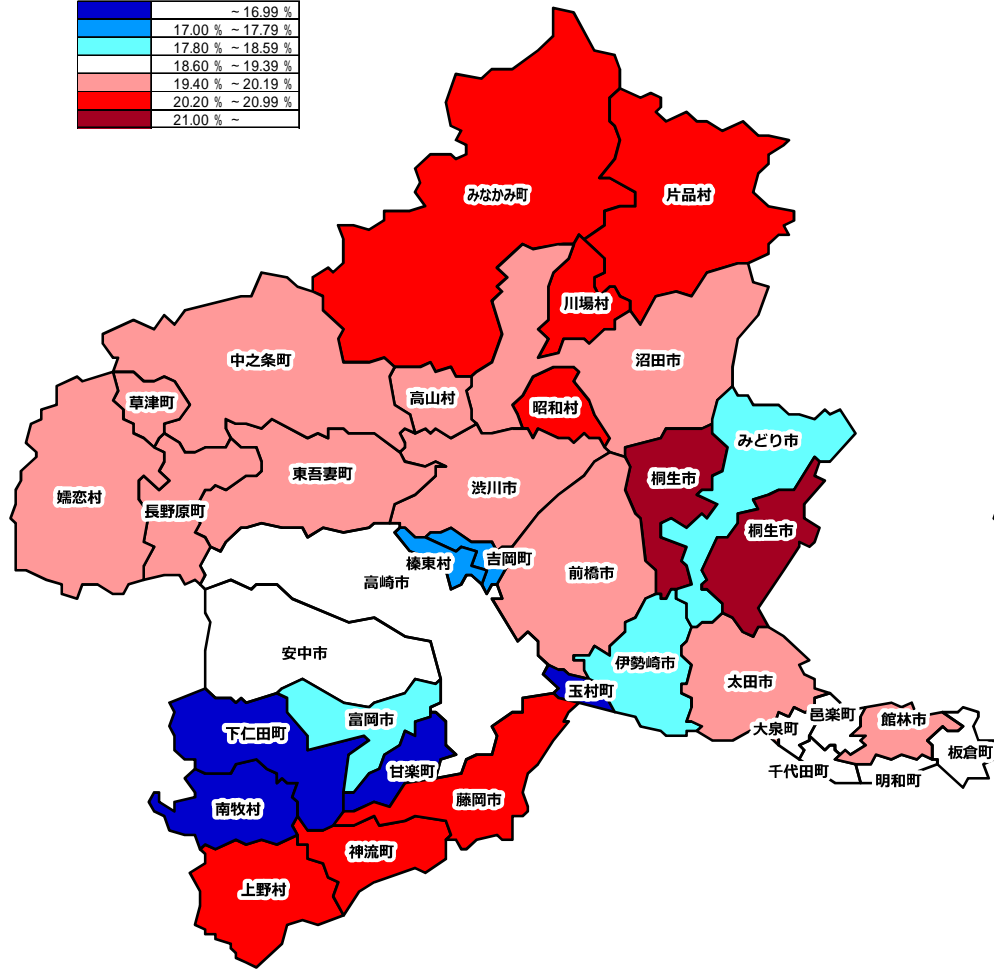 ~ 16.99 %
17.00 % ~ 17.79 %
17.80 % ~ 18.59 %
18.60 % ~ 19.39 %
19.40 % ~ 20.19 %
20.20 % ~ 20.99 %
21.00 % ~
みなかみ町
片品村
川場村
中之条町
沼田市
草津町
高山村
昭和村
みどり市
東吾妻町
渋川市
桐生市
嬬恋村
長野原町
桐生市
榛東村
吉岡町
前橋市
高崎市
安中市
伊勢崎市
玉村町
太田市
富岡市
下仁田町
大泉町
邑楽町
館林市
板倉町
甘楽町
千代田町
明和町
南牧村
藤岡市
神流町
上野村